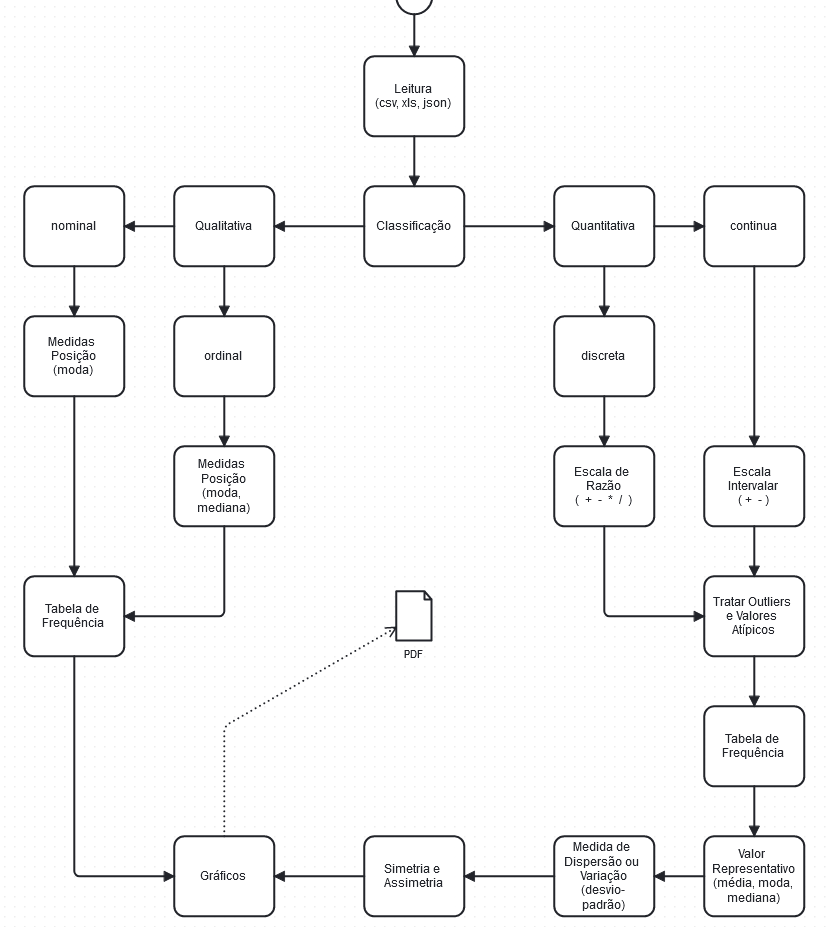 Leitura
(csv, xls, json)
nominal
Qualitativa
Classificação
Quantitativa
continua
Medidas
Posição
(moda)
ordinal
discreta
Medidas
Posição
(moda,
mediana)
Escala de
Razão
( + - * / )
Escala
Intervalar
( + - )
Tabela de
Frequência
PDF
Tratar Outliers
e Valores
Atípicos
Tabela de
Frequência
Gráficos
Simetria e
Assimetria
Medida de
Dispersão ou
Variação
(desvio-
padrão)
Valor
Representativo
(média, moda,
mediana)